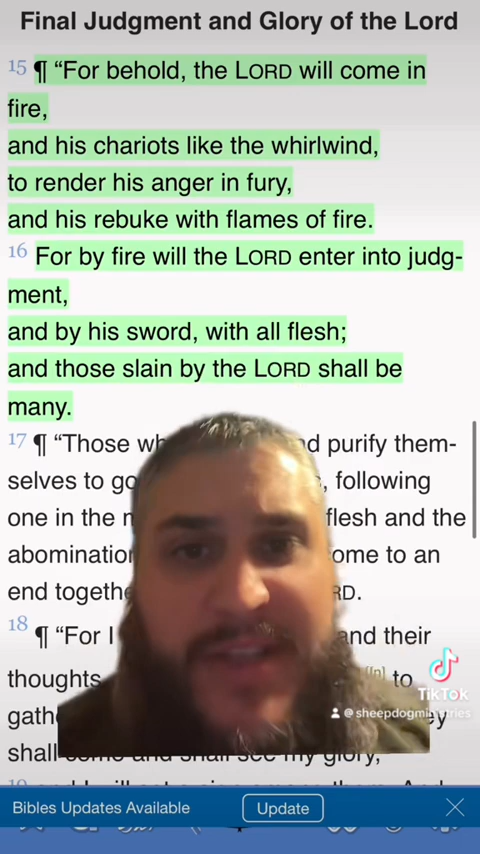 Final Judgment and Glory of the Lord
15 ¶ “For behold, the LORD will come in
fire,
and his chariots like the whirlwind,
to render his anger in fury,
and his rebuke with flames of fire.
16 For by fire will the LORD enter into judg-
ment,
and by his sword, with all flesh;
and those slain by the LORD shall be
many.
17 ¶ “Those purify them-
selves to following
one in the flesh and the
to an
end
18 ¶ “For I and their
thoughts to
TikTok
@sheepdogministries
shall come and shall see my glory,
Bibles Updates Available
Update